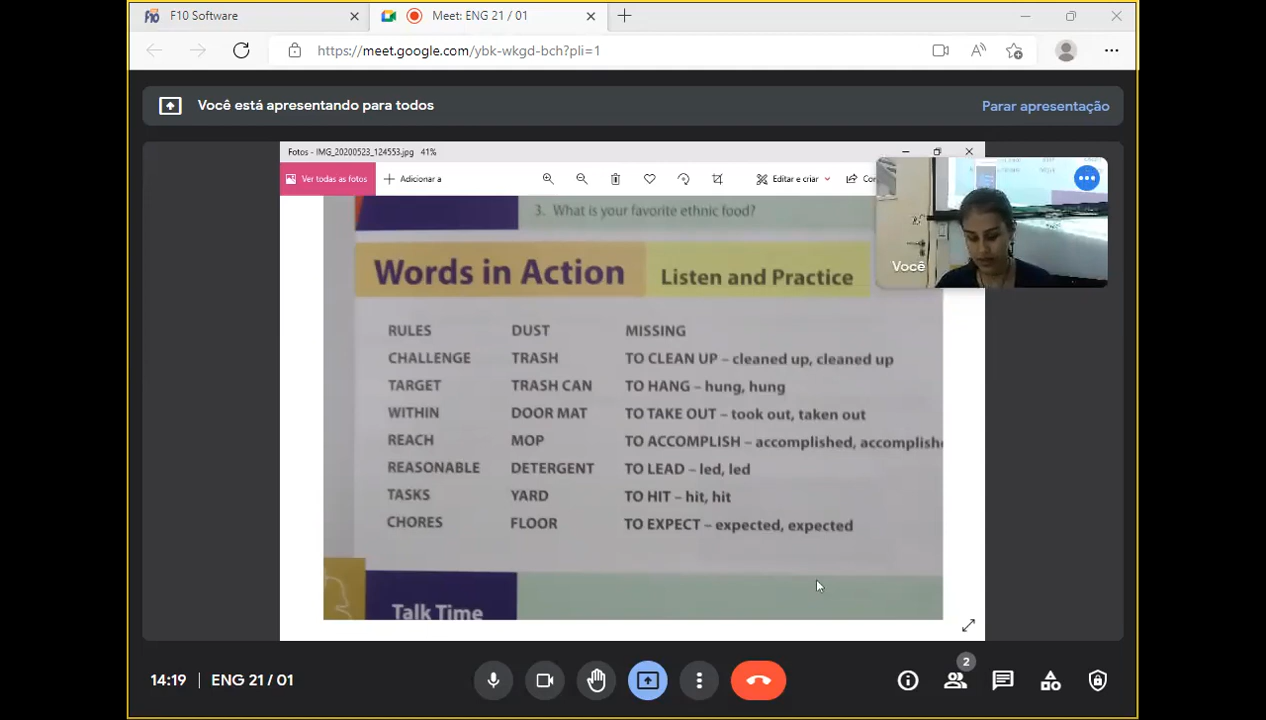 F10 Software
Meet: ENG 21 / 01
https://meet.google.com/ybk-wkgd-bch?pli=1
Você está apresentando para todos
Parar apresentação
Fotos - IMG_20200523_124553.jpg 41%
Ver todas as fotos
Adicionar a
Editar e criar
3. What is your favorite ethnic food?
Você
Words in Action Listen and Practice
RULES DUST MISSING
CHALLENGE TRASH TO CLEAN UP – cleaned up, cleaned up
TARGET TRASH CAN TO HANG – hung, hung
WITHIN DOOR MAT TO TAKE OUT – took out, taken out
REACH MOP TO ACCOMPLISH – accomplished, accomplishe
REASONABLE DETERGENT TO LEAD – led, led
TASKS YARD TO HIT – hit, hit
CHORES FLOOR TO EXPECT – expected, expected
Talk Time
14:19 ENG 21 / 01
2